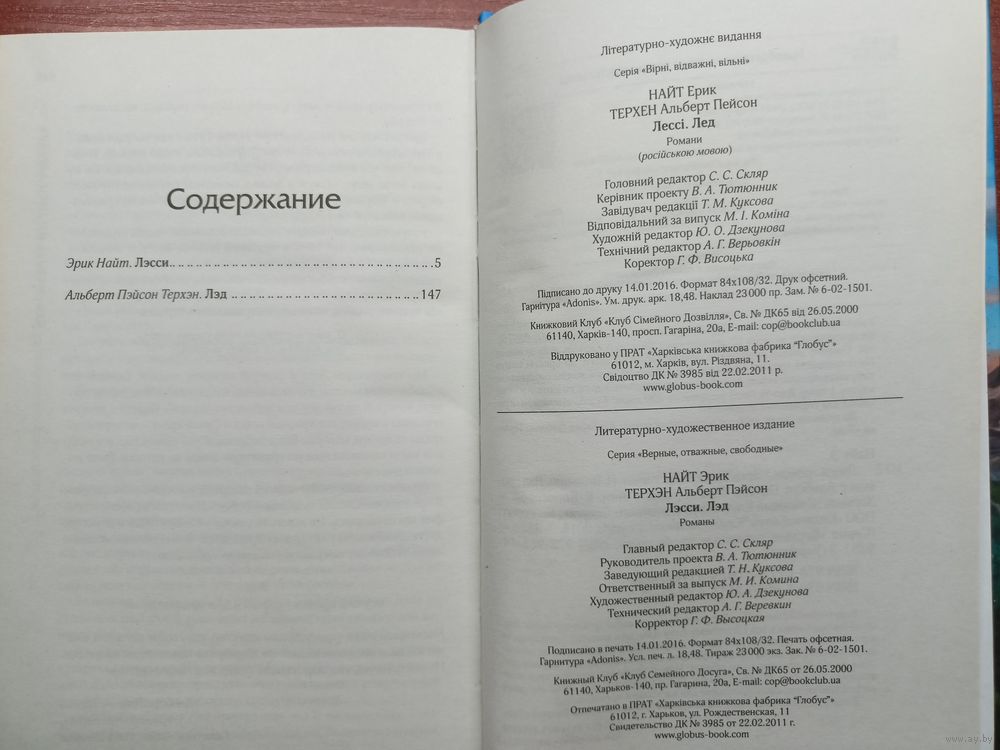 Содержание
Эрик Найт. Лэсси..................................5
Альберт Пэйсон Терхэн. Лэд ........................147
Літературно-художнє видання
Серія «Вірні, відважні, вільні»
НАЙТ Ерик
ТЕРХЕН Альберт Пейсон
Лессі. Лед
Романи
(російською мовою)
Головний редактор С. С. Скляр
Керівник проекту В. А. Тютюнник
Завідувач редакції Т. М. Куксова
Відповідальний за випуск М. І. Коміна
Художній редактор Ю. О. Дзекунова
Технічний редактор А. Г. Верьовкін
Коректор Г. Ф. Висоцька
Підписано до друку 14.01.2016. Формат 84х108/32. Друк офсетний.
Гарнітура «Adonis». Ум. друк. арк. 18,48. Наклад 23 000 пр. Зам. № 6-02-1501.
Книжковий Клуб «Клуб Сімейного Дозвілля», Св. № ДК65 від 26.05.2000
61140, Харків-140, просп. Гагаріна, 20а, E-mail: cop@bookclub.ua
Віддруковано у ПРАТ «Харківська книжкова фабрика "Глобус"»
61012, м. Харків, вул. Різдвяна, 11.
Свідоцтво ДК № 3985 від 22.02.2011 р.
www.globus-book.com
Литературно-художественное издание
Серия «Верные, отважные, свободные»
НАЙТ Эрик
ТЕРХЭН Альберт Пэйсон
Лэсси. Лэд
Романы
Главный редактор С. С. Скляр
Руководитель проекта В. А. Тютюнник
Заведующий редакцией Т. Н. Куксова
Ответственный за выпуск М. И. Комина
Художественный редактор Ю. А. Дзекунова
Технический редактор А. Г. Веревкин
Корректор Г. Ф. Высоцкая
Подписано в печать 14.01.2016. Формат 84х108/32. Печать офсетная.
Гарнитура «Adonis». Усл. печ. л. 18,48. Тираж 23 000 экз. Зак. № 6-02-1501.
Книжный Клуб «Клуб Семейного Досуга», Св. № ДК65 от 26.05.2000
61140, Харьков-140, пр. Гагарина, 20а, E-mail: cop@bookclub.ua
Отпечатано в ПРАТ «Харківська книжкова фабрика "Глобус"»
61012, г. Харьков, ул. Рождественская, 11
Свидетельство ДК № 3985 от 22.02.2011 г.
www.globus-book.com
www.ay.by